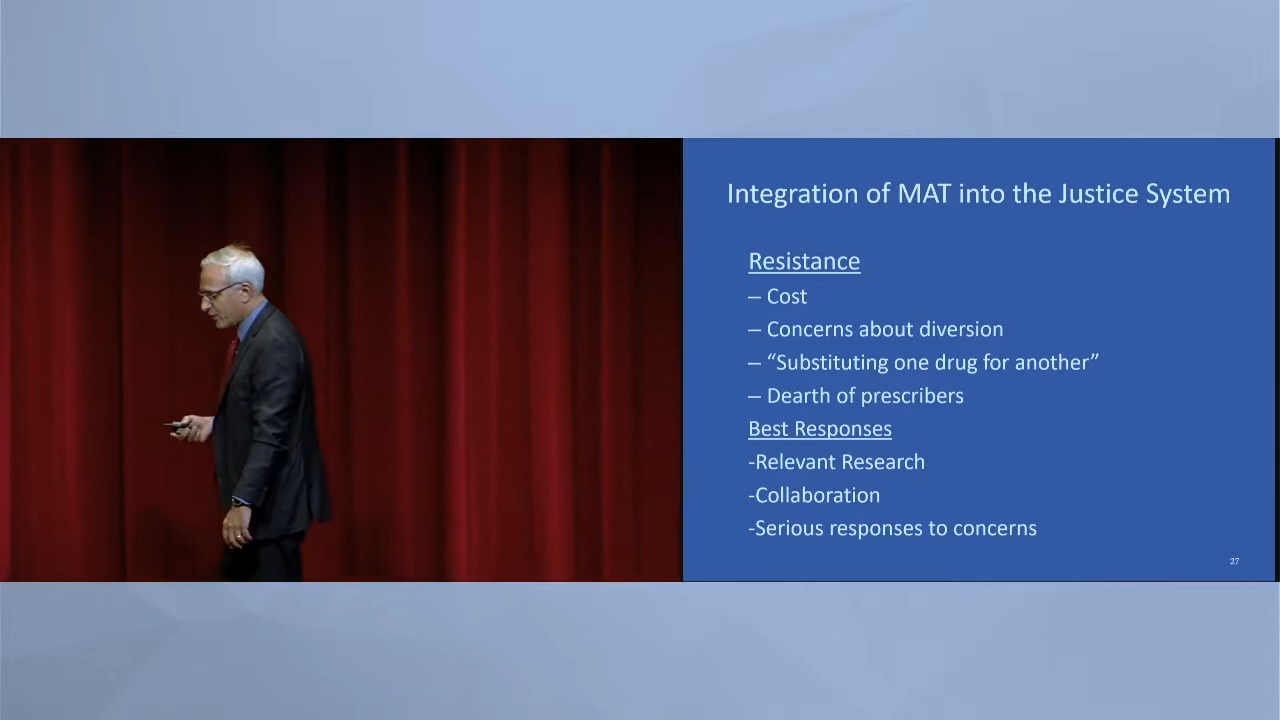 Integration of MAT into the Justice System
Resistance
– Cost
– Concerns about diversion
– “Substituting one drug for another”
– Dearth of prescribers
Best Responses
-Relevant Research
-Collaboration
-Serious responses to concerns
27